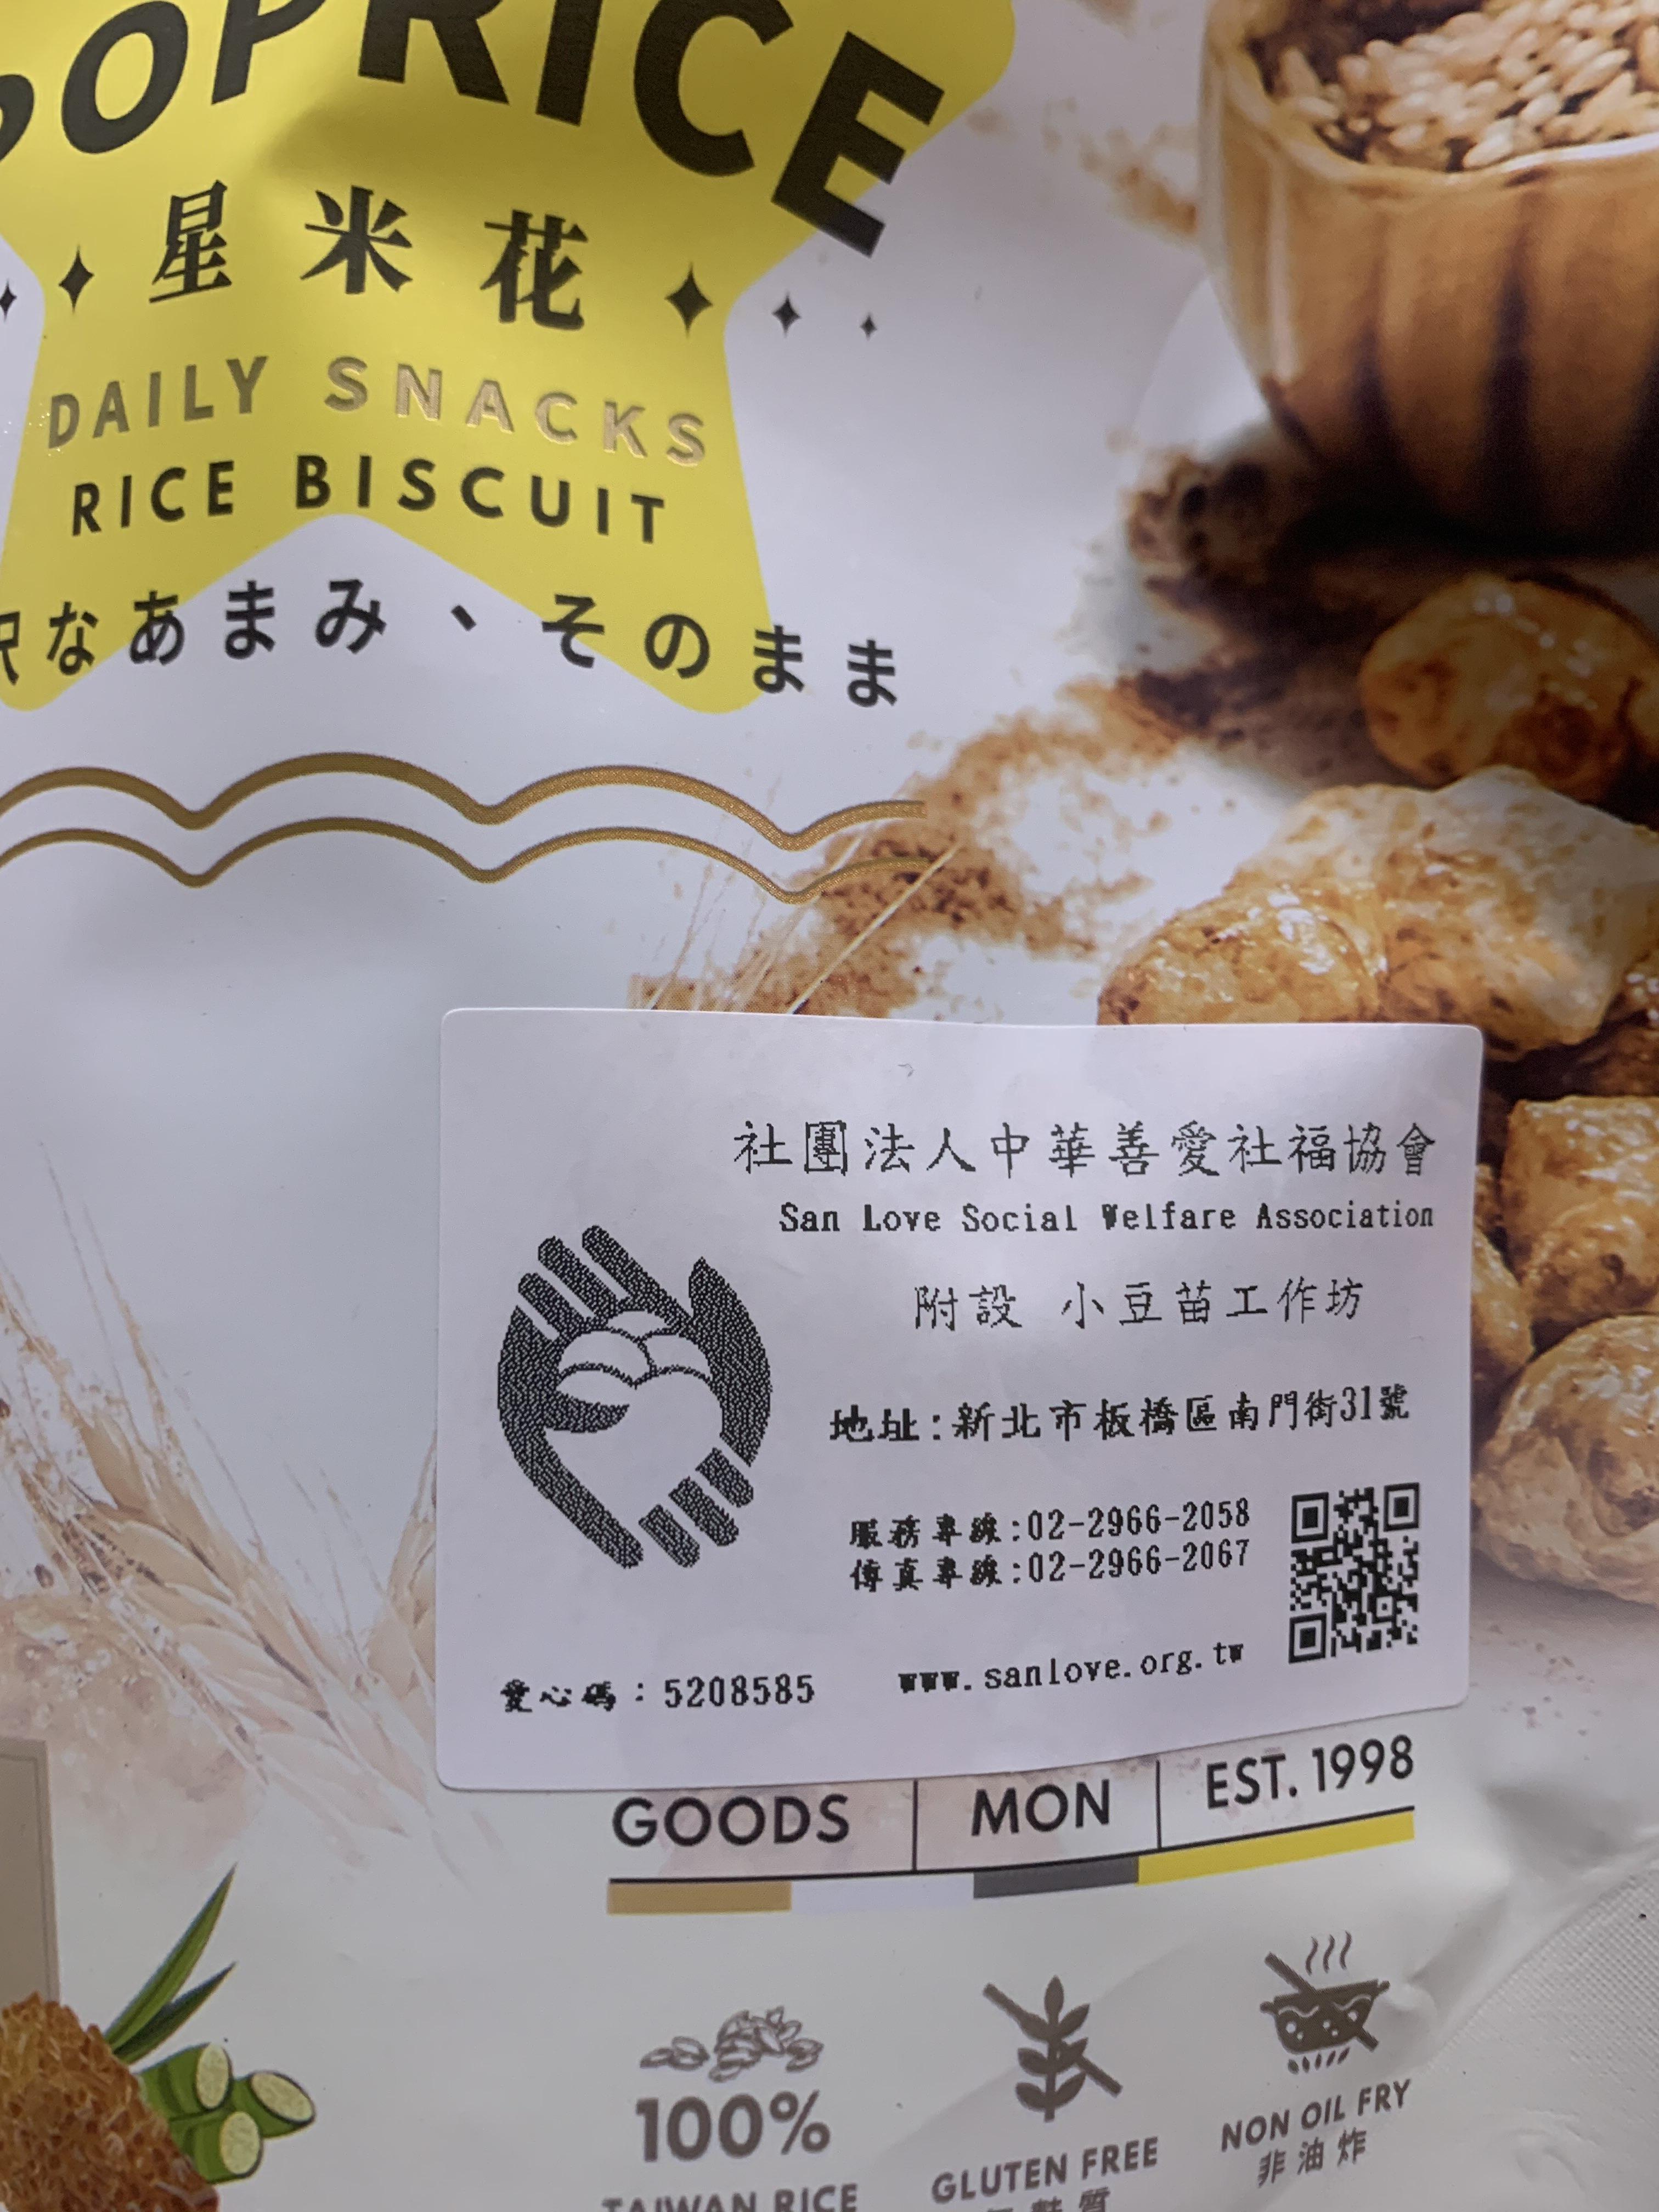 POPRICE
星米花
DAILY SNACKS
RICE BISCUIT
なあまみ、そのまま
社團法人中華善愛社福協會
San Love Social Welfare Association
附設 小豆苗工作坊
地址:新北市板橋區南門街31號
服務專線:02-2966-2058
傳真專線:02-2966-2067
愛心碼:5208585 www.sanlove.org.tw
GOODS MON EST. 1998
100%
TAIWAN RICE
GLUTEN FREE
NON OIL FRY
非油炸